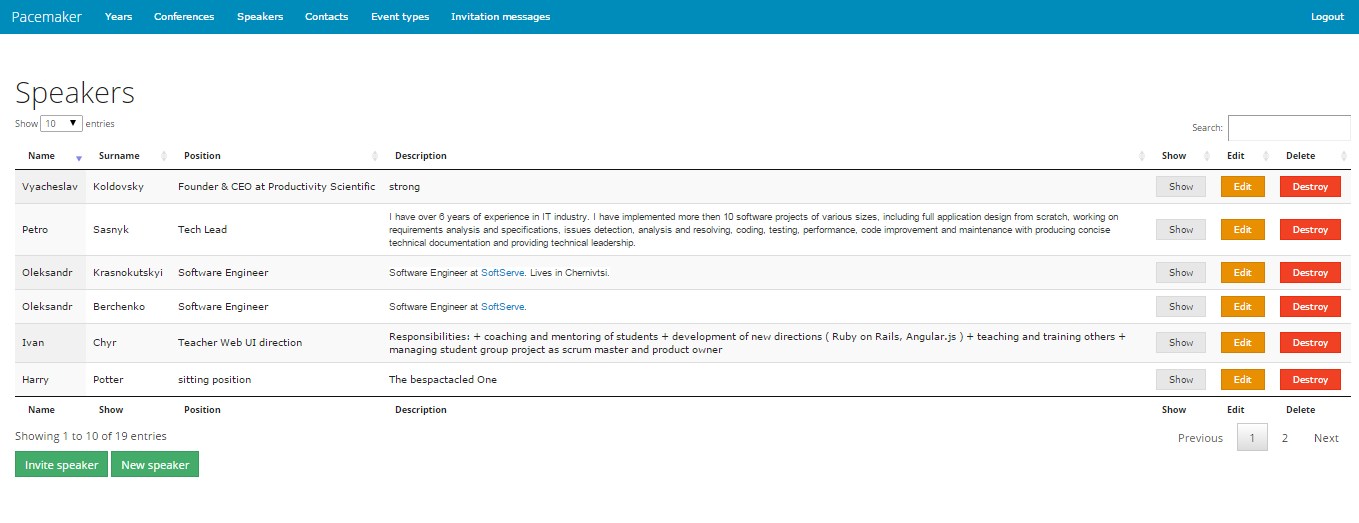 Pacemaker Years Conferences Speakers Contacts Event types Invitation messages Logout
Speakers
Show 10 entries
Search:
Name Surname Position Description Show Edit Delete
Vyacheslav Koldovsky Founder & CEO at Productivity Scientific strong Show Edit Destroy
Petro Sasnyk Tech Lead I have over 6 years of experience in IT industry. I have implemented more then 10 software projects of various sizes, including full application design from scratch, working on
requirements analysis and specifications, issues detection, analysis and resolving, coding, testing, performance, code improvement and maintenance with producing concise
technical documentation and providing technical leadership. Show Edit Destroy
Oleksandr Krasnokutskyi Software Engineer Software Engineer at SoftServe. Lives in Chernivtsi. Show Edit Destroy
Oleksandr Berchenko Software Engineer Software Engineer at SoftServe. Show Edit Destroy
Ivan Chyr Teacher Web UI direction Responsibilities: + coaching and mentoring of students + development of new directions ( Ruby on Rails, Angular.js ) + teaching and training others +
managing student group project as scrum master and product owner Show Edit Destroy
Harry Potter sitting position The bespactacled One Show Edit Destroy
Name Show Position Description Show Edit Delete
Showing 1 to 10 of 19 entries
Previous 1 2 Next
Invite speaker New speaker